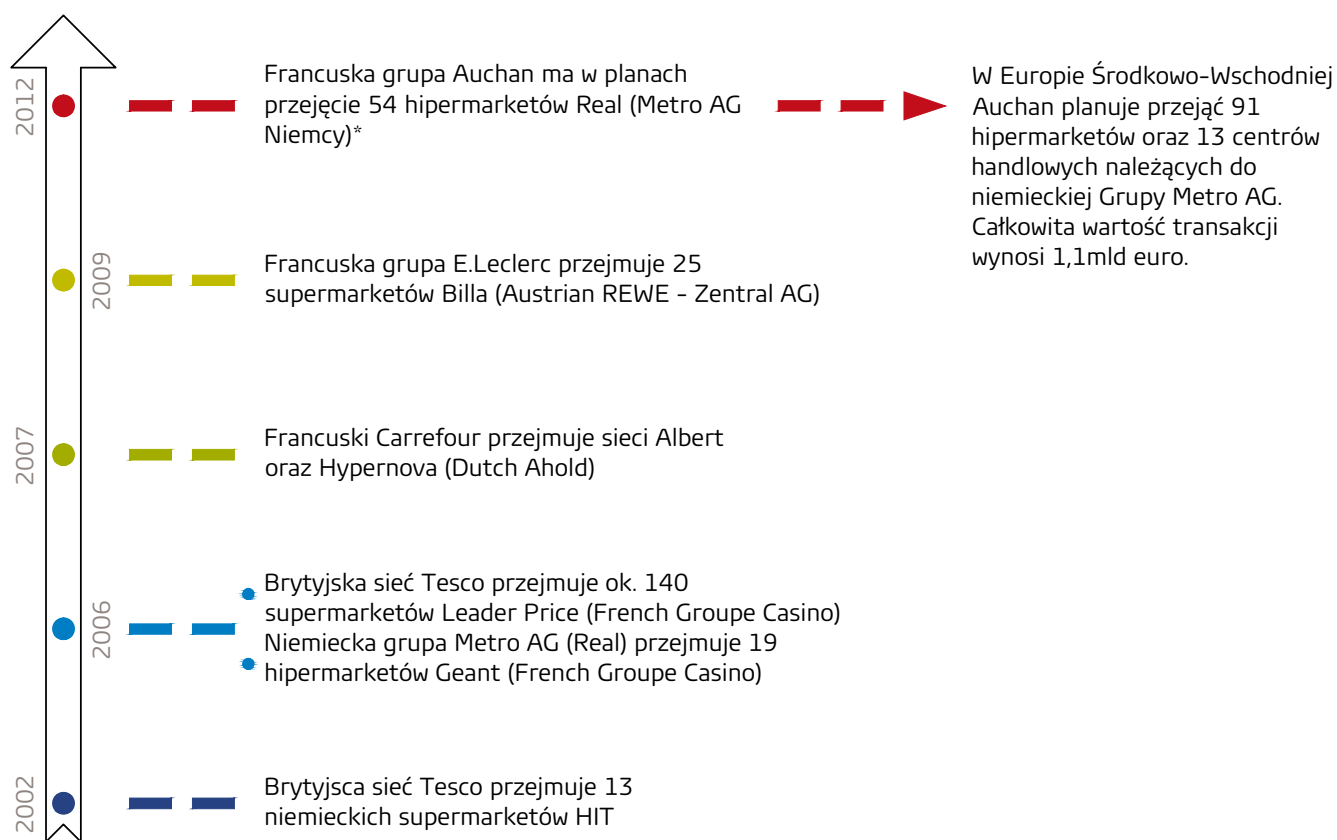 2012
Francuska grupa Auchan ma w planach
przejęcie 54 hipermarketów Real (Metro AG
Niemcy)*
W Europie Środkowo-Wschodniej
Auchan planuje przejąć 91
hipermarketów oraz 13 centrów
handlowych należących do
niemieckiej Grupy Metro AG.
Całkowita wartość transakcji
wynosi 1,1mld euro.
2009
Francuska grupa E.Leclerc przejmuje 25
supermarketów Billa (Austrian REWE - Zentral AG)
2007
Francuski Carrefour przejmuje sieci Albert
oraz Hypernova (Dutch Ahold)
2006
Brytyjska sieć Tesco przejmuje ok. 140
supermarketów Leader Price (French Groupe Casino)
Niemiecka grupa Metro AG (Real) przejmuje 19
hipermarketów Geant (French Groupe Casino)
2002
Brytyjsca sieć Tesco przejmuje 13
niemieckich supermarketów HIT